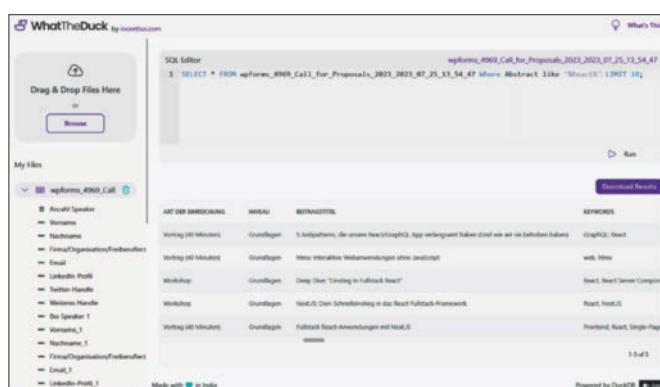 WhatTheDuck by incentius.com
What's Thi
Drag & Drop Files Here
or
Browse
My Files
wpforms_4969_Call
Anzahl Speaker
Vorname
Nachname
Firma/Organisation/Freiberufler:
Email
LinkedIn Profil
Twitter Handle
Weiteres Handle
Bio Speaker 1
Vorname_1
Nachname_1
Firma/Organisation/Freiberufler:
Email_1
LinkedIn Profil_1
SQL Editor
wpforms_4969_Call_for_Proposals_2023_2023_07_25_13_54_47
1 SELECT * FROM wpforms_4969_Call_for_Proposals_2023_2023_07_25_13_54_47 Where Abstract like "%React%" LIMIT 10;
Run
Download Results
ART DER EINREICHUNG NIVEAU BEITRAGSTITEL KEYWORDS
Vortrag (40 Minuten) Grundlagen 5 Antipatterns, die unsere React/GraphQL App verlangsamt haben (Und wie wir sie behoben haben) GraphQL, React
Vortrag (40 Minuten) Grundlagen Htmx: Interaktive Webanwendungen ohne JavaScript web, htmx
Workshop Grundlagen Deep Dive: "Einstieg in Fullstack React" React, React Server Compon
Workshop Grundlagen NextJS: Dein Schnelleinstieg in das React Fullstack-Framework React, NextJS
Vortrag (40 Minuten) Grundlagen Fullstack React-Anwendungen mit NextJS Frontend, React, Single-Pag
1-5 of 5
Made with in India
Powered by DuckDB